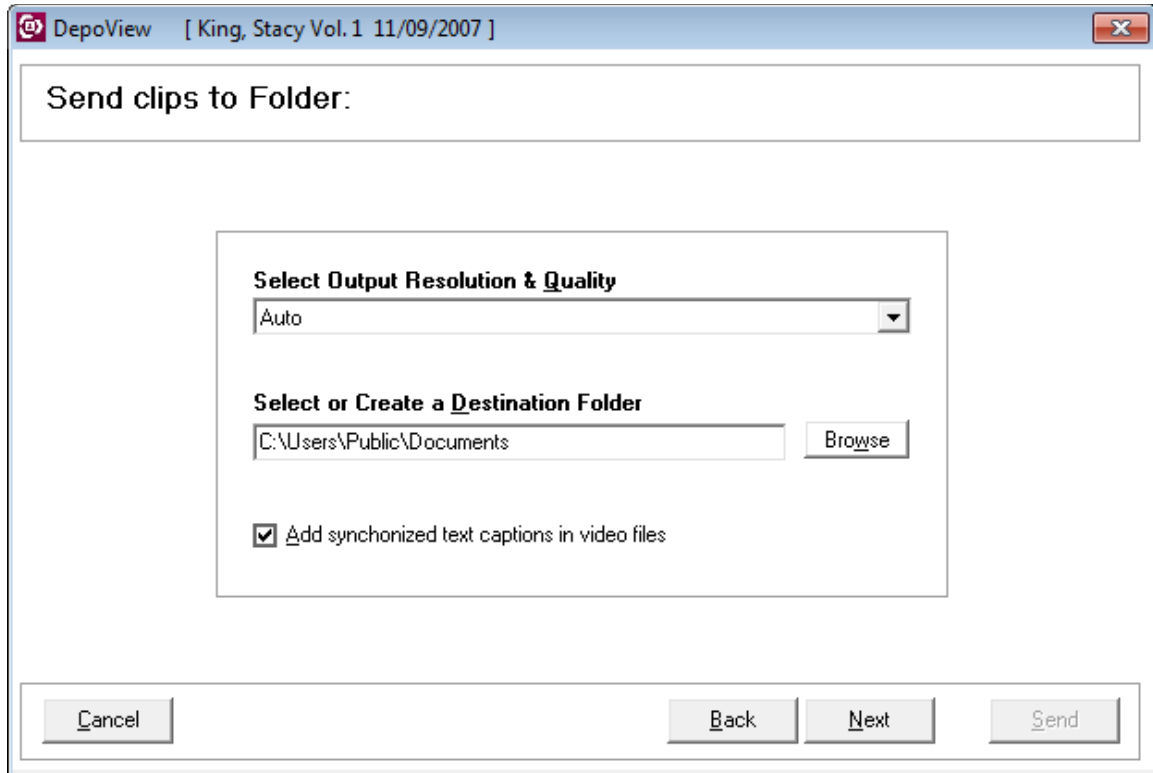 DepoView [ King, Stacy Vol. 1 11/09/2007 ]
Send clips to Folder:
Select Output Resolution & Quality
Auto
Select or Create a Destination Folder
C:\Users\Public\Documents
Browse
Add synchonized text captions in video files
Cancel
Back
Next
Send